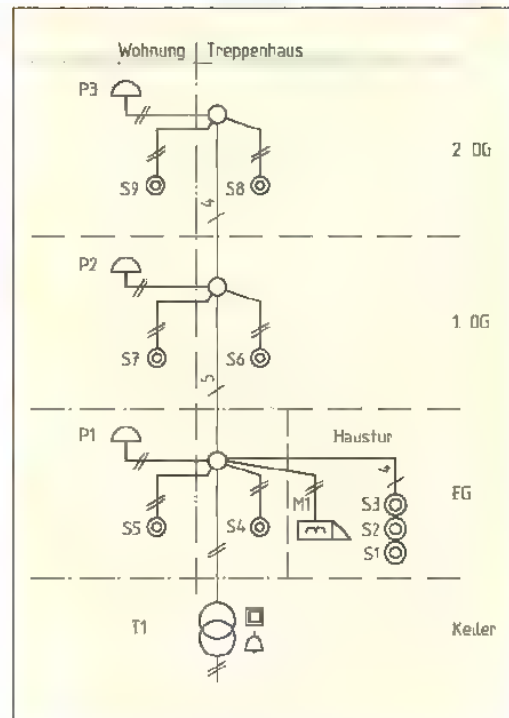 Wohnung Treppenhaus
P3
S9 S8
2. OG
4
P2
S7 S6
1. OG
5
P1
Haustur
4
M1
S3
S5 S4
S2
S1
EG
T1
Keller